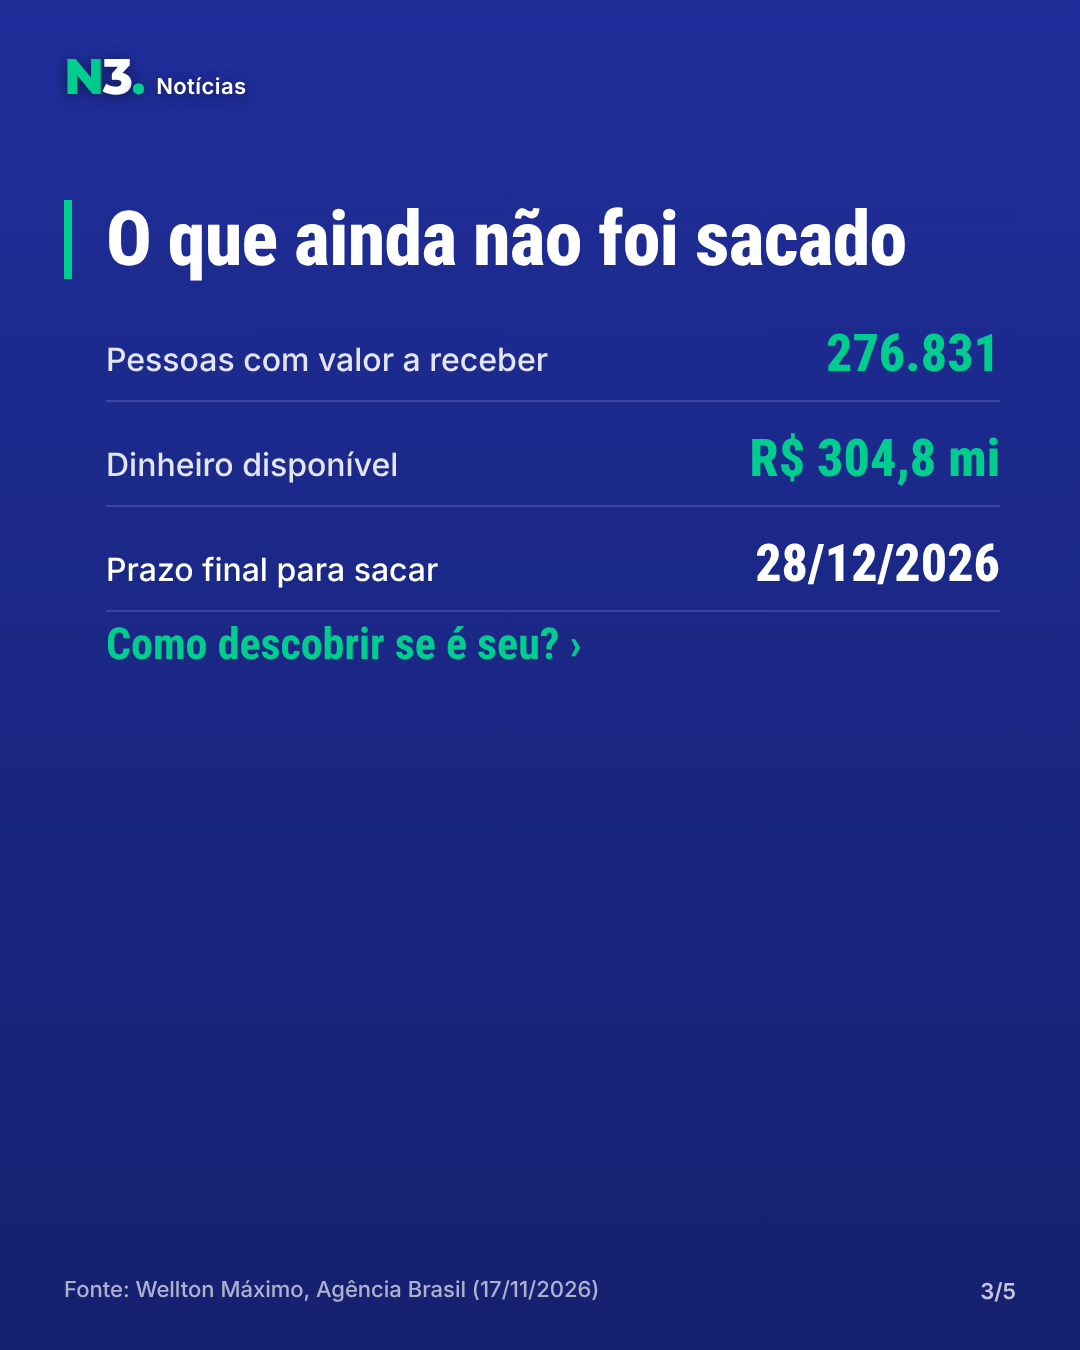 N3. Notícias
O que ainda não foi sacado
Pessoas com valor a receber 276.831
Dinheiro disponível R$ 304,8 mi
Prazo final para sacar 28/12/2026
Como descobrir se é seu? ›
Fonte: Wellton Máximo, Agência Brasil (17/11/2026) 3/5